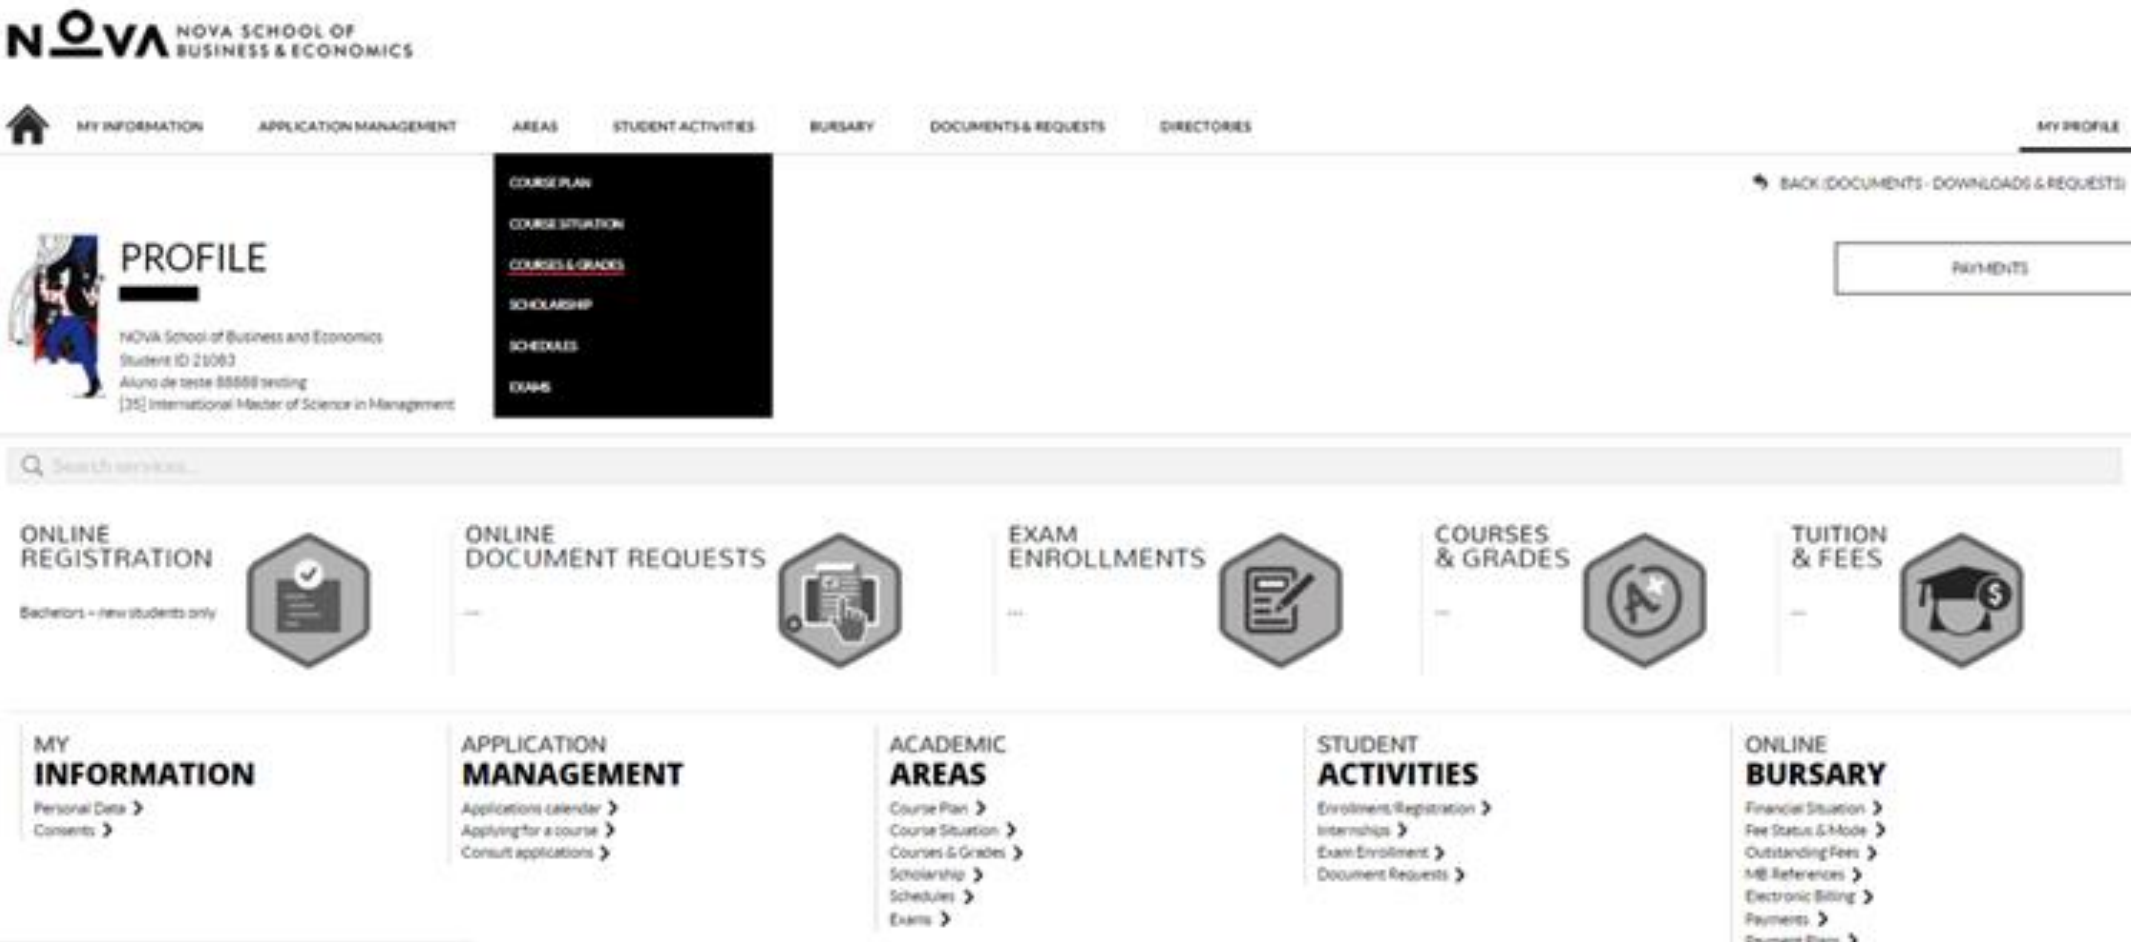 NOVA NOVA SCHOOL OF
BUSINESS & ECONOMICS
MY INFORMATION APPLICATION MANAGEMENT AREAS STUDENT ACTIVITIES BURSARY DOCUMENTS & REQUESTS DIRECTORIES MY PROFILE
COURSE PLAN
COURSE SITUATION
COURSES & GRADES
SCHOLARSHIP
SCHEDULES
EXAMS
BACK (DOCUMENTS - DOWNLOADS & REQUESTS)
PROFILE
PAYMENTS
NOVA School of Business and Economics
Student ID 21083
Aluno de teste 88888 testing
[35] International Master of Science in Management
Search services...
ONLINE
REGISTRATION
Bachelors – new students only
ONLINE
DOCUMENT REQUESTS
...
EXAM
ENROLLMENTS
...
COURSES
& GRADES
...
TUITION
& FEES
...
MY
INFORMATION
Personal Data
Consents
APPLICATION
MANAGEMENT
Applications calendar
Applying for a course
Consult applications
ACADEMIC
AREAS
Course Plan
Course Situation
Courses & Grades
Scholarship
Schedules
Exams
STUDENT
ACTIVITIES
Enrollment/Registration
Internships
Exam Enrollment
Document Requests
ONLINE
BURSARY
Financial Situation
Fee Status & Mode
Outstanding Fees
MB References
Electronic Billing
Payments
Payment Plans